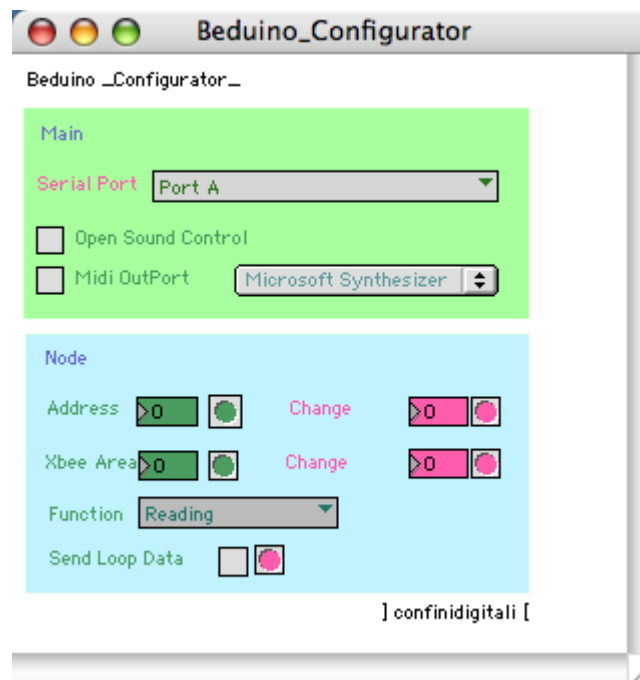 Beduino_Configurator
Beduino _Configurator_
Main
Serial Port Port A
Open Sound Control
Midi OutPort Microsoft Synthesizer
Node
Address 0 Change 0
Xbee Area 0 Change 0
Function Reading
Send Loop Data
] confinidigitali [